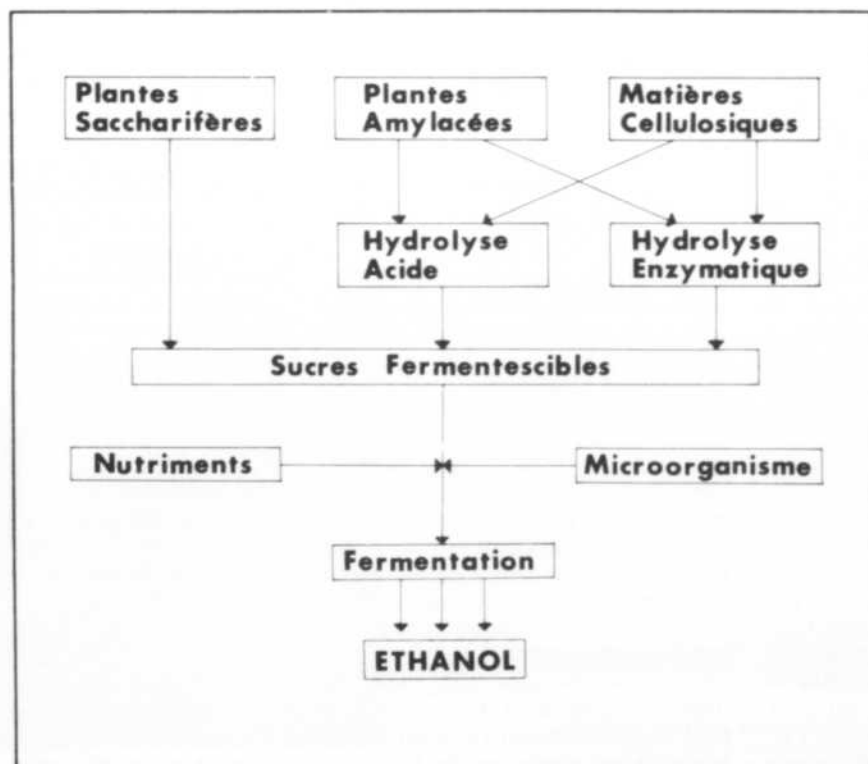 Plantes
Saccharifères
Plantes
Amylacées
Matières
Cellulosiques
Hydrolyse
Acide
Hydrolyse
Enzymatique
Sucres Fermentescibles
Nutriments
Microorganisme
Fermentation
ETHANOL